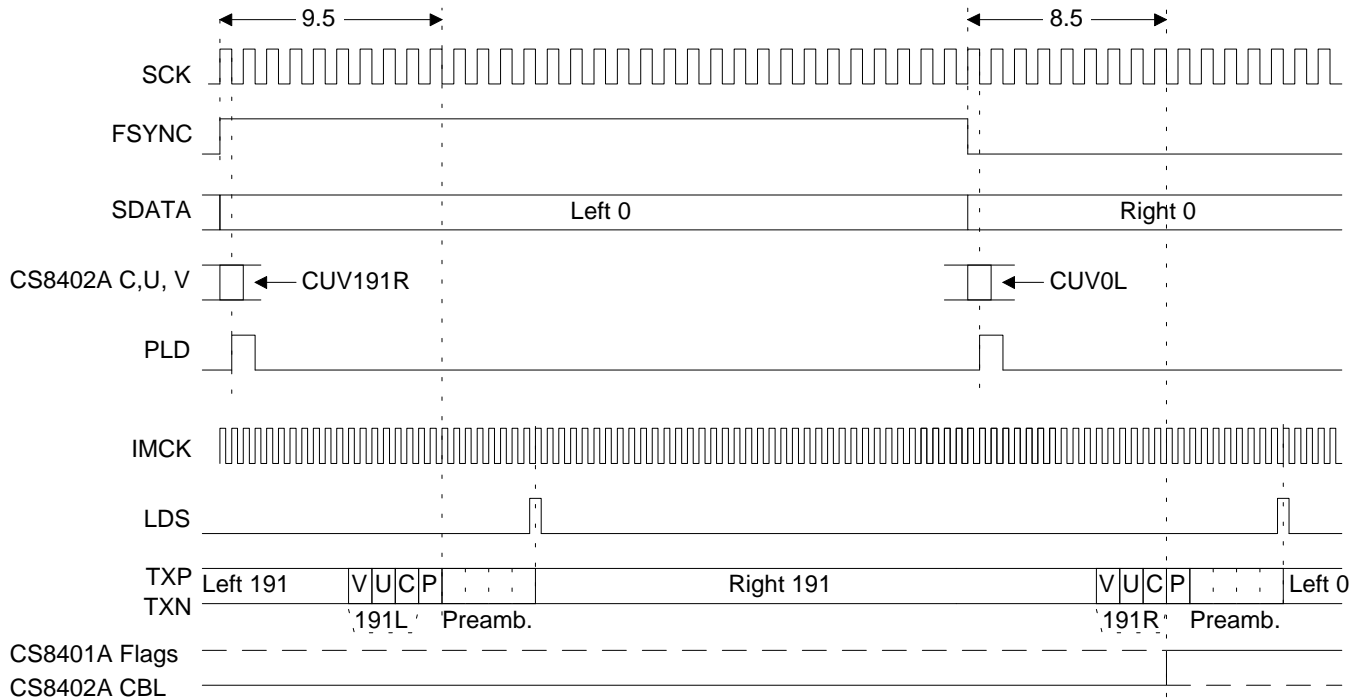 9.5 8.5
SCK
FSYNC
SDATA Left 0 Right 0
CS8402A C,U, V CUV191R CUV0L
PLD
IMCK
LDS
TXP Left 191 V U C P Right 191 V U C P Left 0
TXN
191L Preamb. 191R Preamb.
CS8401A Flags
CS8402A CBL